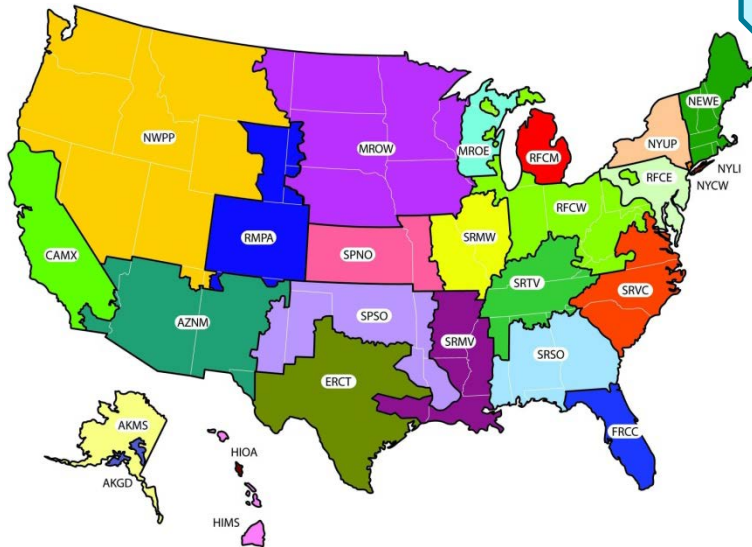 NEWE
NWPP
MROW
MROE
RFCM
NYUP
NYLI
NYCW
RFCE
RFCW
CAMX
RMPA
SPNO
SRMW
SRTV
SRVC
AZNM
SPSO
SRMV
SRSO
ERCT
FRCC
AKMS
AKGD
HIOA
HIMS